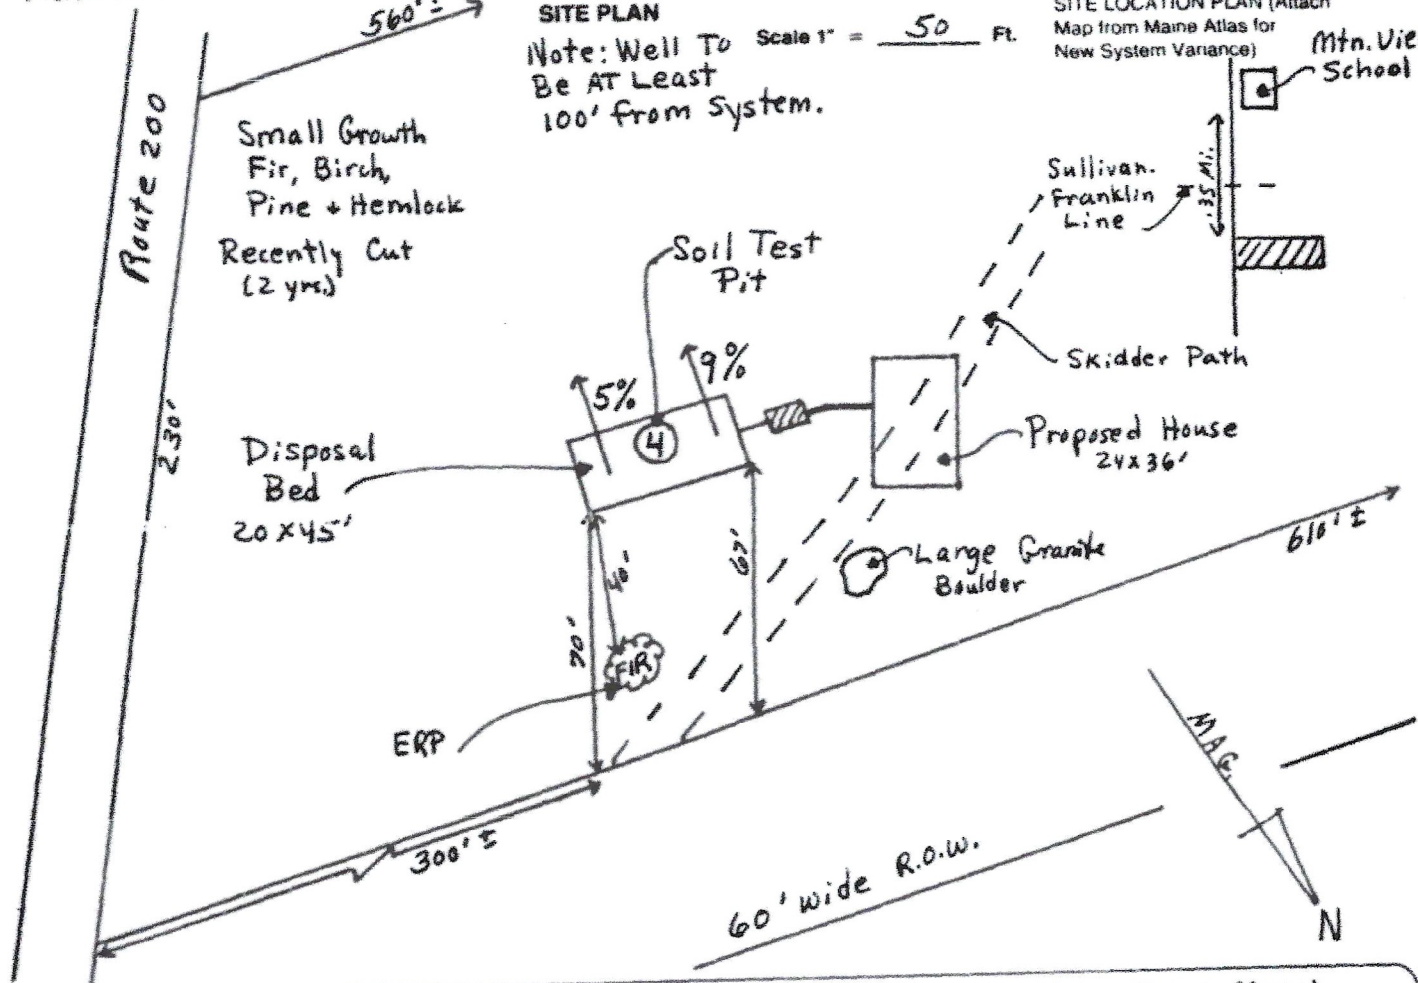 560' ±
SITE PLAN
Scale 1" = 50 Ft.
Note: Well To
Be AT Least
100' from System.
SITE LOCATION PLAN (Attach
Map from Maine Atlas for
New System Variance)
Mtn. Vie
School
.35 Mi.
Sullivan-
Franklin
Line
Route 200
230'
Small Growth
Fir, Birch,
Pine + Hemlock
Recently Cut
(2 yrs.)
Soil Test
Pit
5%
9%
4
Skidder Path
Proposed House
24x36'
Disposal
Bed
20 x 45'
Large Granite
Boulder
610' ±
40'
67'
70'
FIR
ERP
300' ±
60' wide R.O.W.
MAG.
N